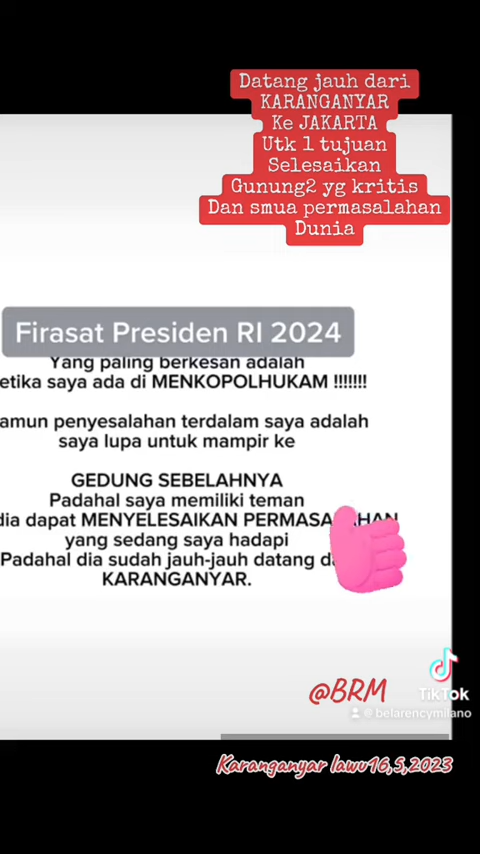 Datang jauh dari
KARANGANYAR
Ke JAKARTA
Utk 1 tujuan
Selesaikan
Gunung2 yg kritis
Dan smua permasalahan
Dunia
Firasat Presiden RI 2024
Yang paling berkesan adalah
etika saya ada di MENKOPOLHUKAM !!!!!!!
amun penyesalahan terdalam saya adalah
saya lupa untuk mampir ke
GEDUNG SEBELAHNYA
Padahal saya memiliki teman
dia dapat MENYELESAIKAN PERMASALAHAN
yang sedang saya hadapi
Padahal dia sudah jauh-jauh datang
KARANGANYAR.
@BRM
TikTok
@belarencymilano
Karanganyar lawu16,5,2023